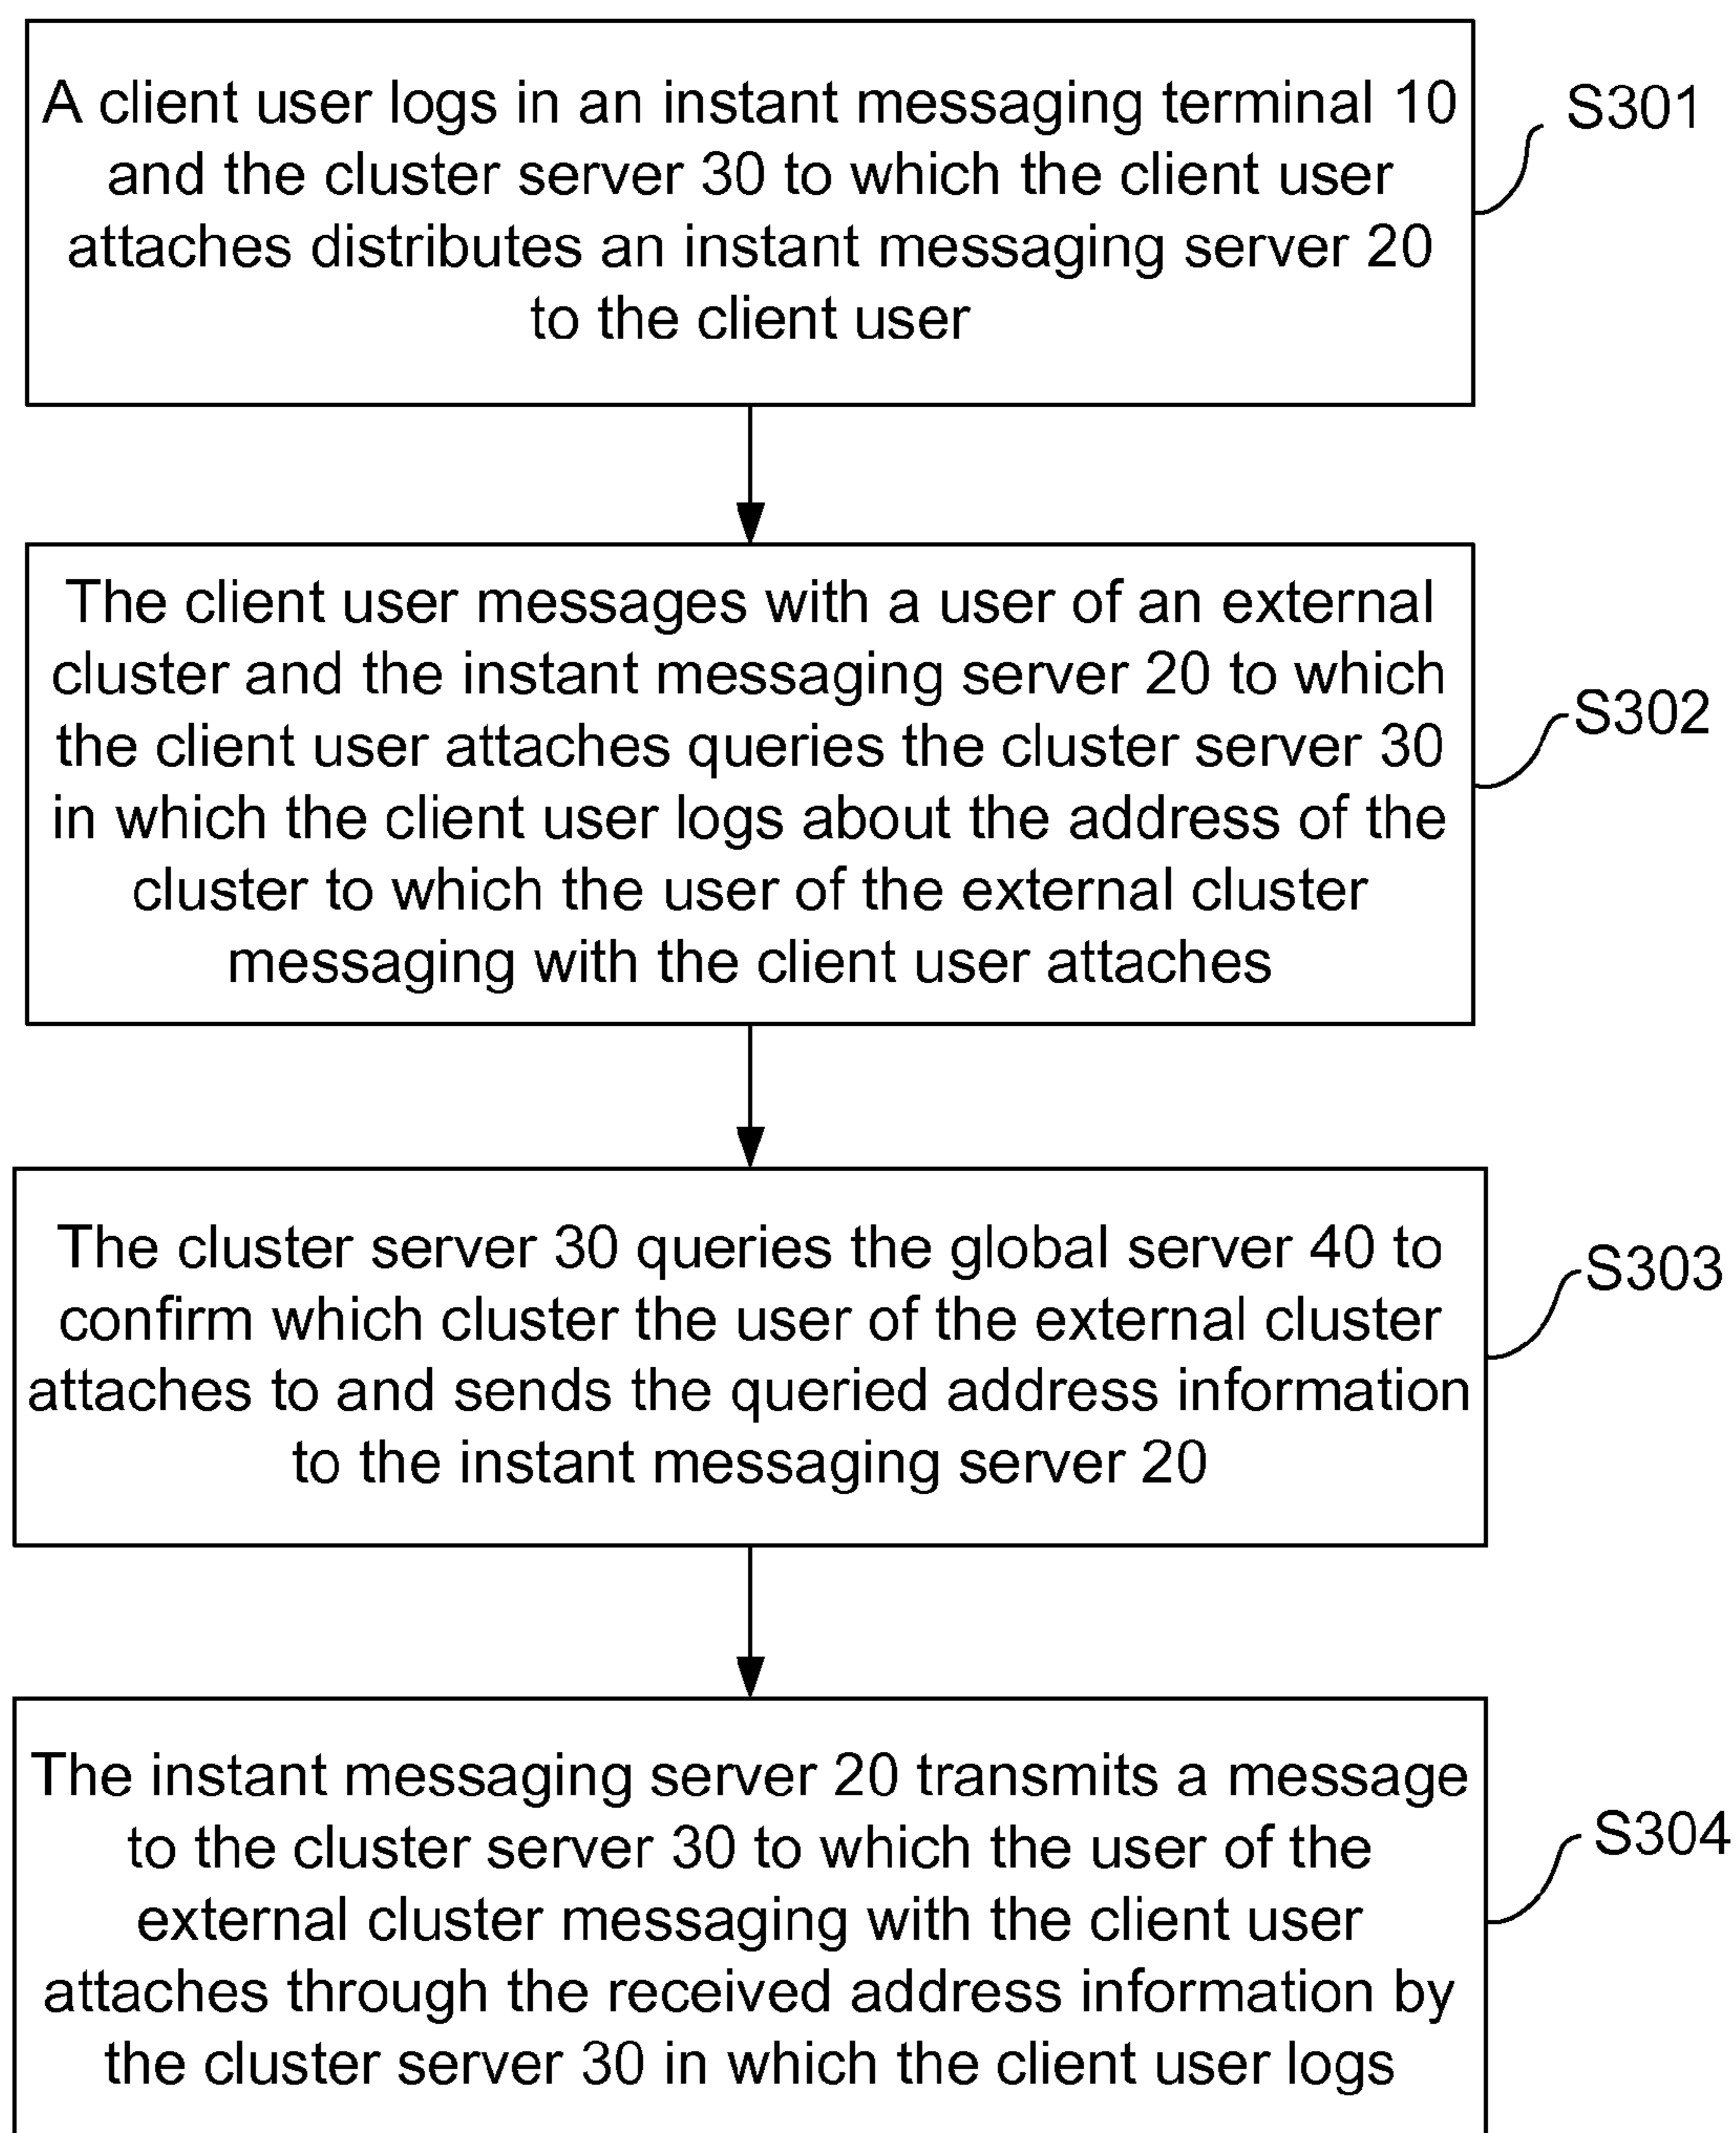 A client user logs in an instant messaging terminal 10
and the cluster server 30 to which the client user
attaches distributes an instant messaging server 20
to the client user
S301
The client user messages with a user of an external
cluster and the instant messaging server 20 to which
the client user attaches queries the cluster server 30
in which the client user logs about the address of the
cluster to which the user of the external cluster
messaging with the client user attaches
S302
The cluster server 30 queries the global server 40 to
confirm which cluster the user of the external cluster
attaches to and sends the queried address information
to the instant messaging server 20
S303
The instant messaging server 20 transmits a message
to the cluster server 30 to which the user of the
external cluster messaging with the client user
attaches through the received address information by
the cluster server 30 in which the client user logs
S304